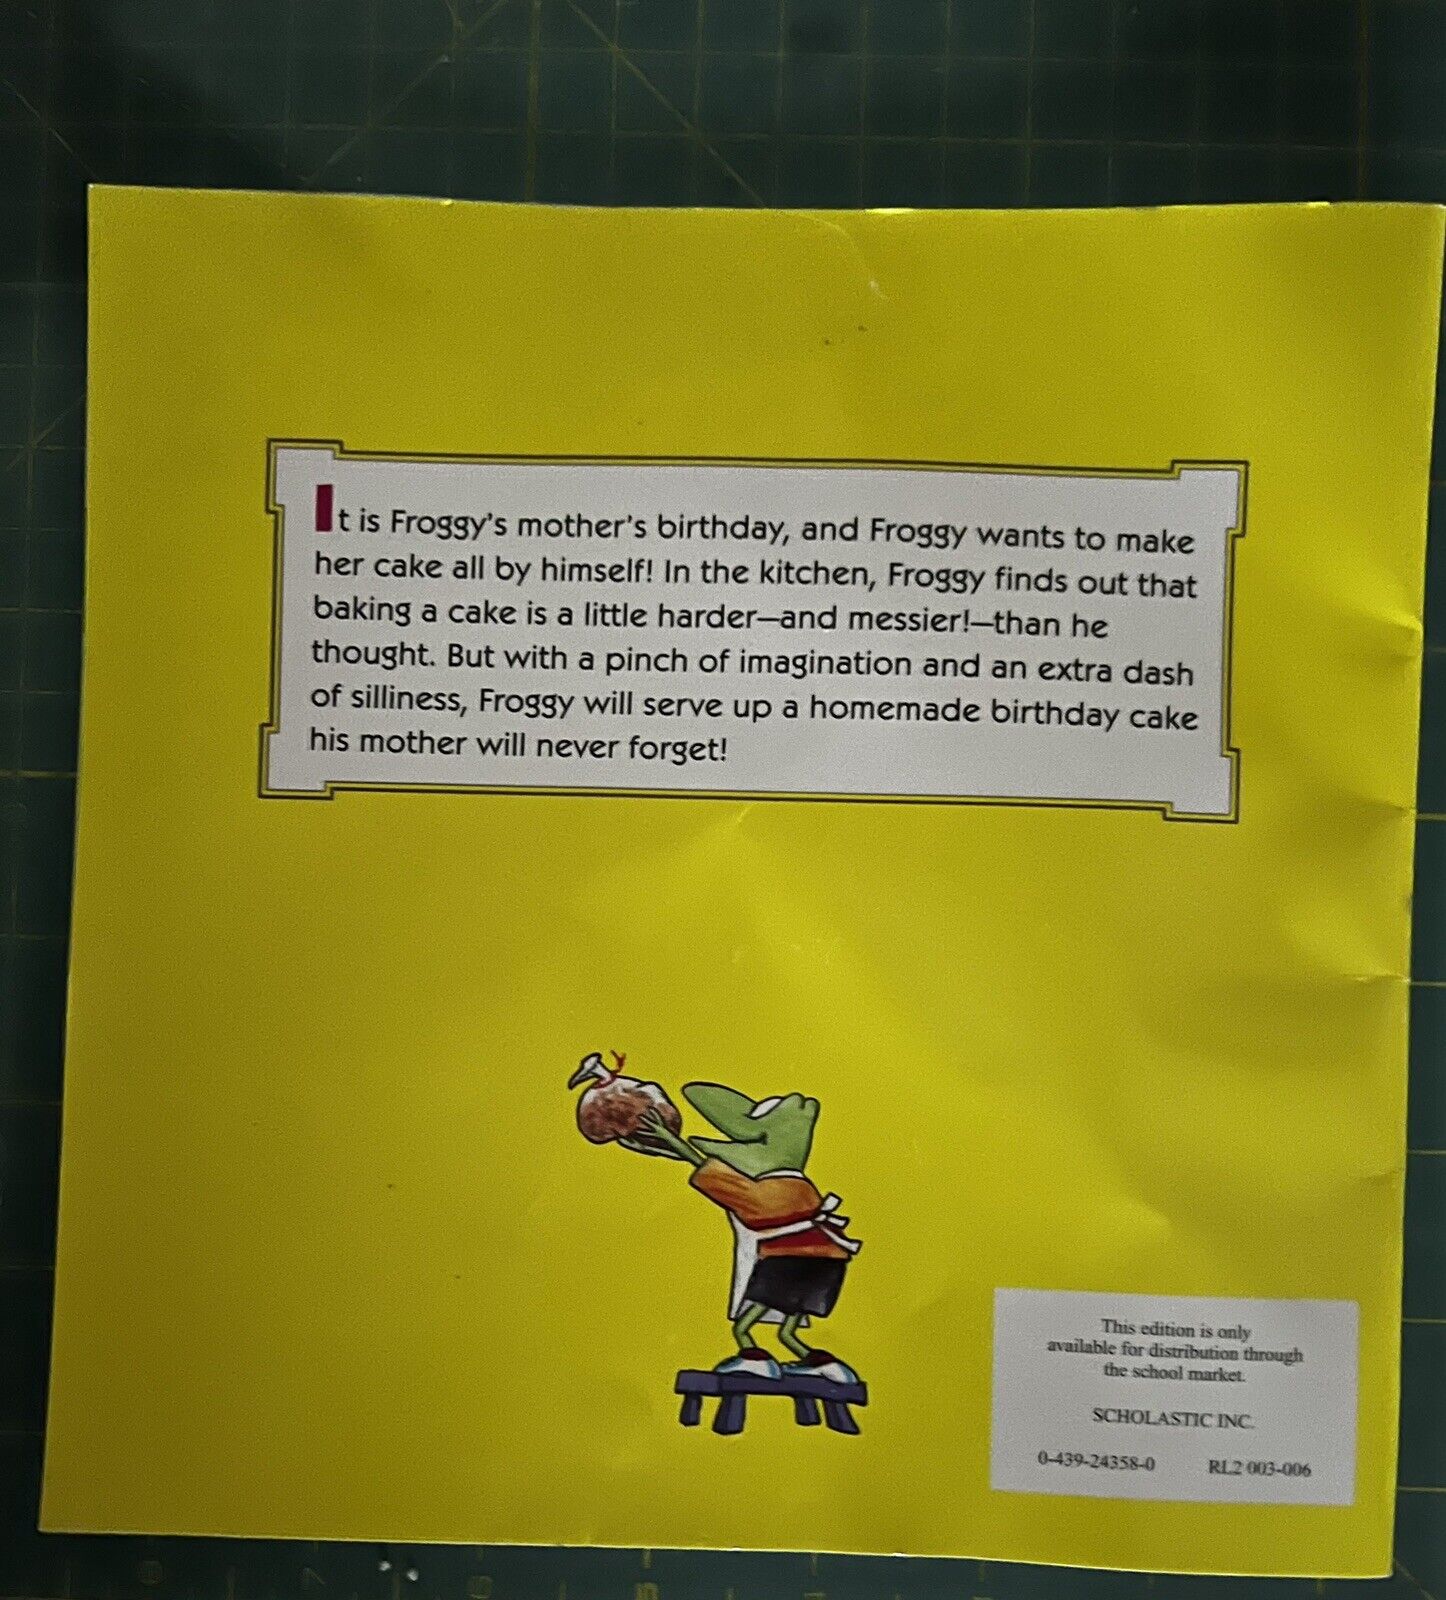 It is Froggy's mother's birthday, and Froggy wants to make
her cake all by himself! In the kitchen, Froggy finds out that
baking a cake is a little harder—and messier!—than he
thought. But with a pinch of imagination and an extra dash
of silliness, Froggy will serve up a homemade birthday cake
his mother will never forget!
This edition is only
available for distribution through
the school market.
SCHOLASTIC INC.
0-439-24358-0 RL2 003-006